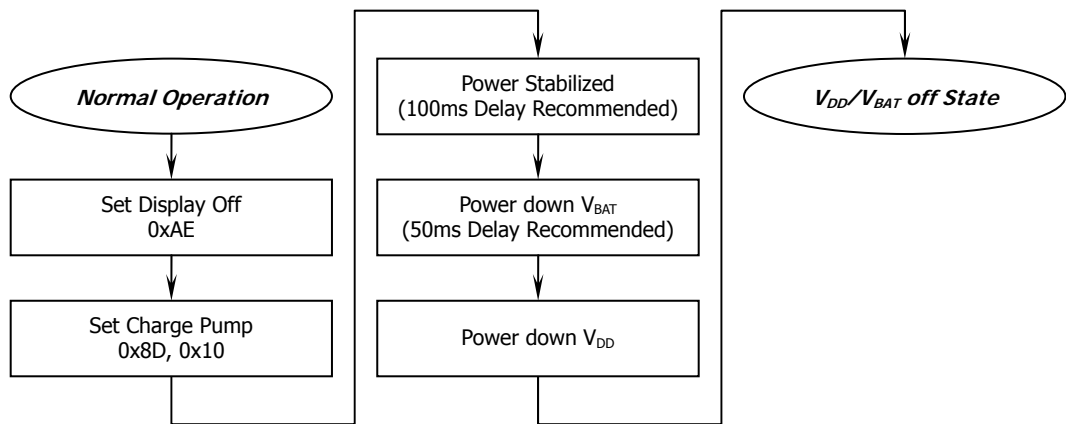 Normal Operation
Set Display Off
0xAE
Set Charge Pump
0x8D, 0x10
Power Stabilized
(100ms Delay Recommended)
Power down VBAT
(50ms Delay Recommended)
Power down VDD
VDD/VBAT off State